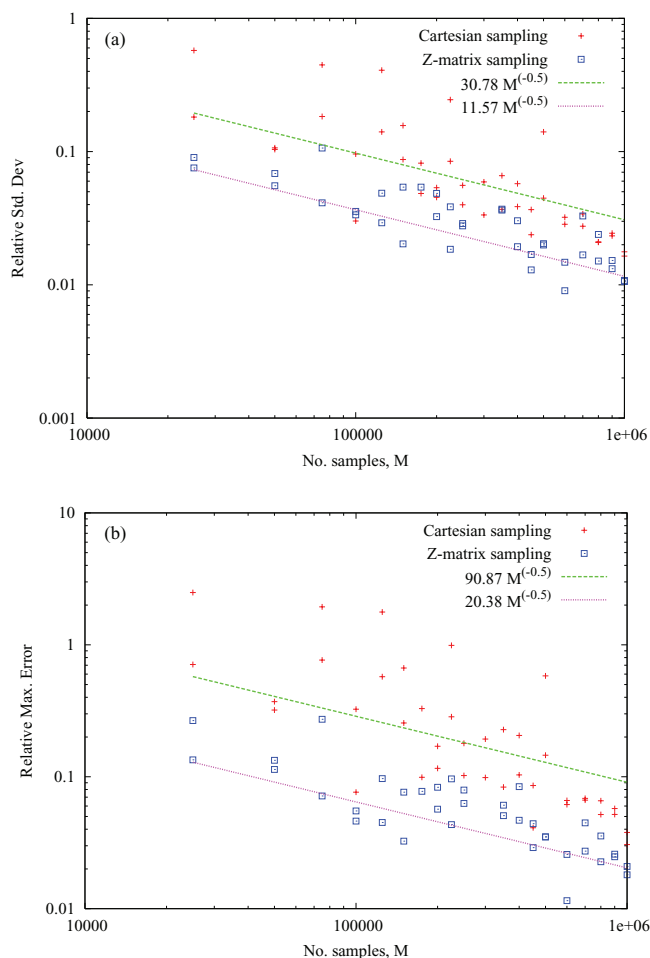 1
(a)
Cartesian sampling
Z-matrix sampling
30.78 M^(-0.5)
11.57 M^(-0.5)
0.1
Relative Std. Dev
0.01
0.001
10000
100000
1e+06
No. samples, M
10
(b)
Cartesian sampling
Z-matrix sampling
90.87 M^(-0.5)
20.38 M^(-0.5)
1
Relative Max. Error
0.1
0.01
10000
100000
1e+06
No. samples, M